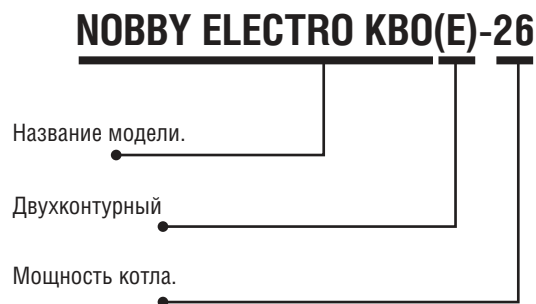 NOBBY ELECTRO KBO(E)-26
Название модели.
Двухконтурный
Мощность котла.